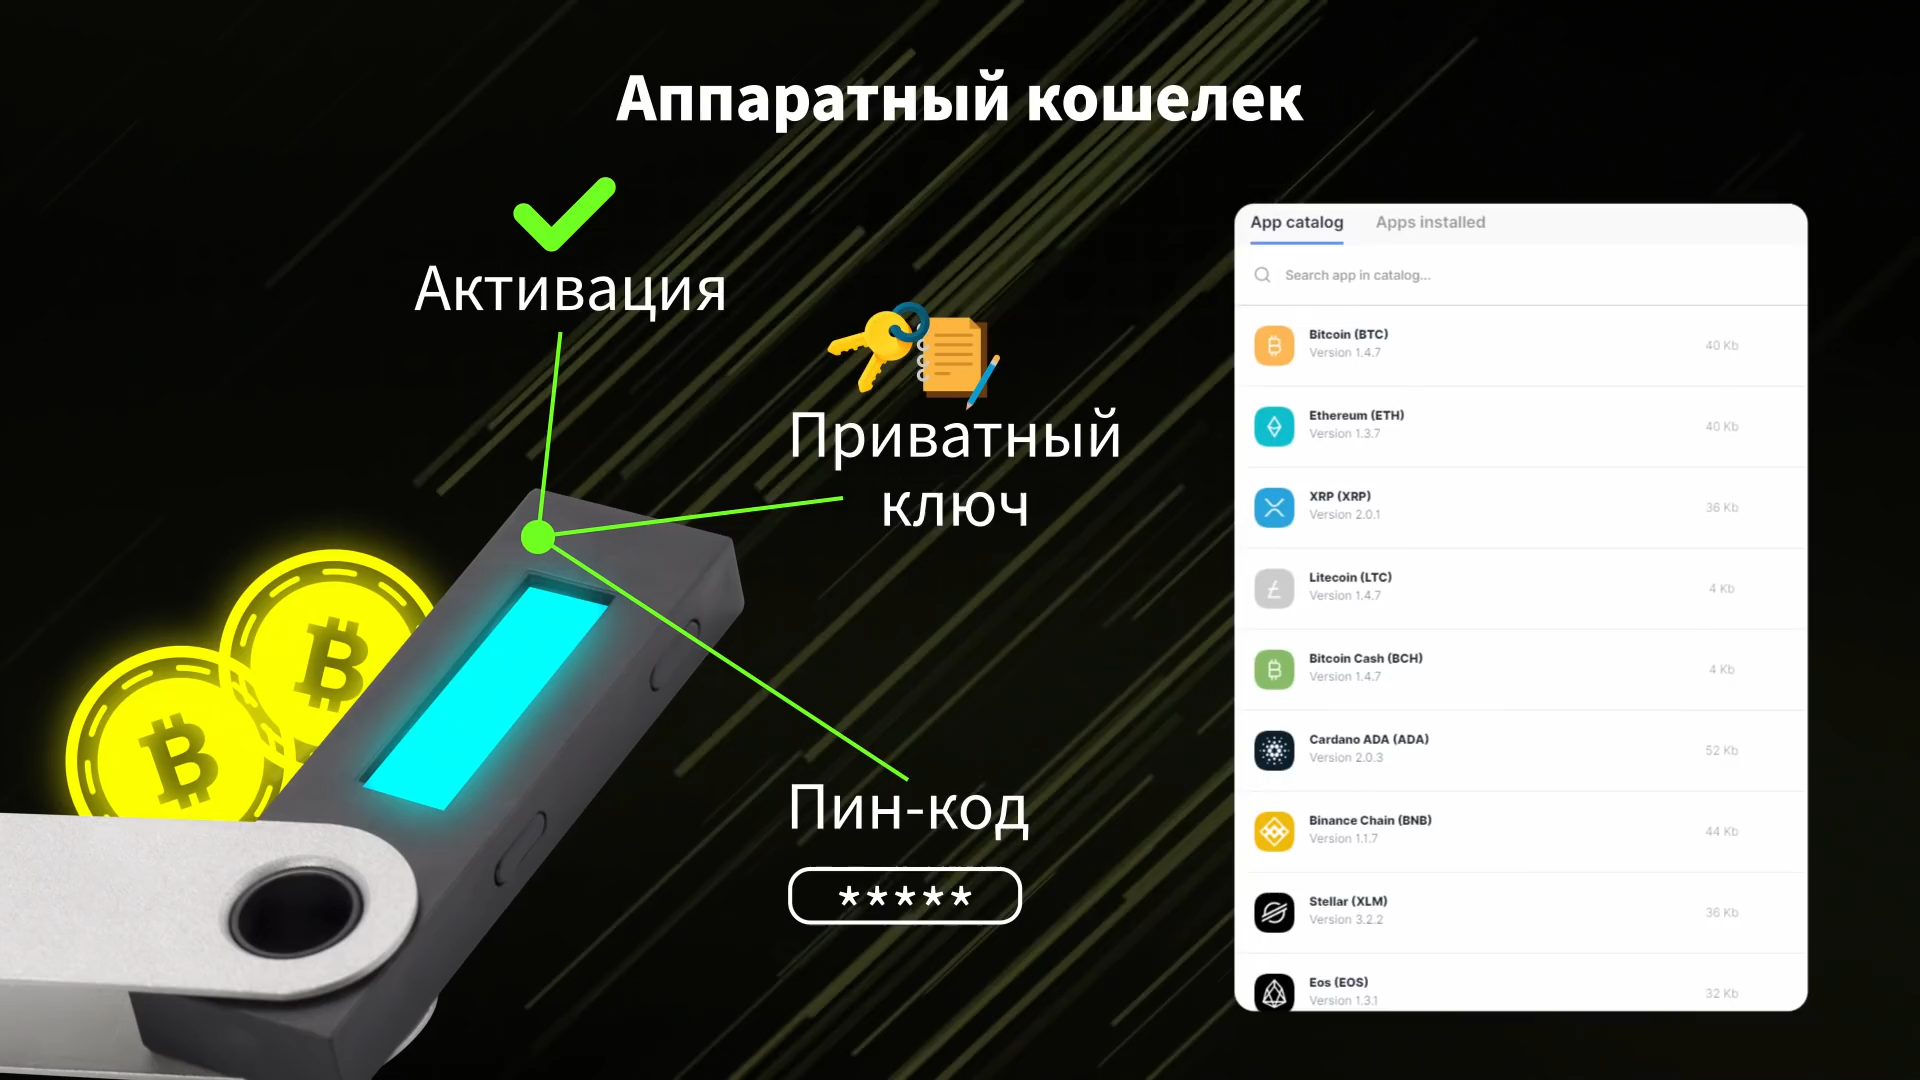 Аппаратный кошелек
Активация
Приватный
ключ
Пин-код
*****
App catalog
Apps installed
Search app in catalog...
Bitcoin (BTC)
Version 1.4.7
40 Kb
Ethereum (ETH)
Version 1.3.7
40 Kb
XRP (XRP)
Version 2.0.1
36 Kb
Litecoin (LTC)
Version 1.4.7
4 Kb
Bitcoin Cash (BCH)
Version 1.4.7
4 Kb
Cardano ADA (ADA)
Version 2.0.3
52 Kb
Binance Chain (BNB)
Version 1.1.7
44 Kb
Stellar (XLM)
Version 3.2.2
36 Kb
Eos (EOS)
Version 1.3.1
32 Kb